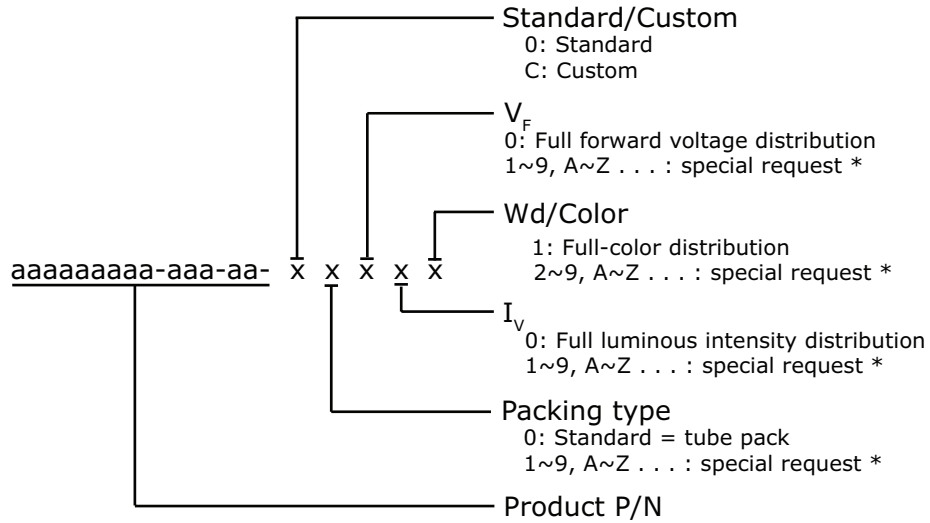 Standard/Custom
0: Standard
C: Custom
VF
0: Full forward voltage distribution
1~9, A~Z . . . : special request *
Wd/Color
1: Full-color distribution
2~9, A~Z . . . : special request *
aaaaaaaaa-aaa-aa- x x x x x
IV
0: Full luminous intensity distribution
1~9, A~Z . . . : special request *
Packing type
0: Standard = tube pack
1~9, A~Z . . . : special request *
Product P/N